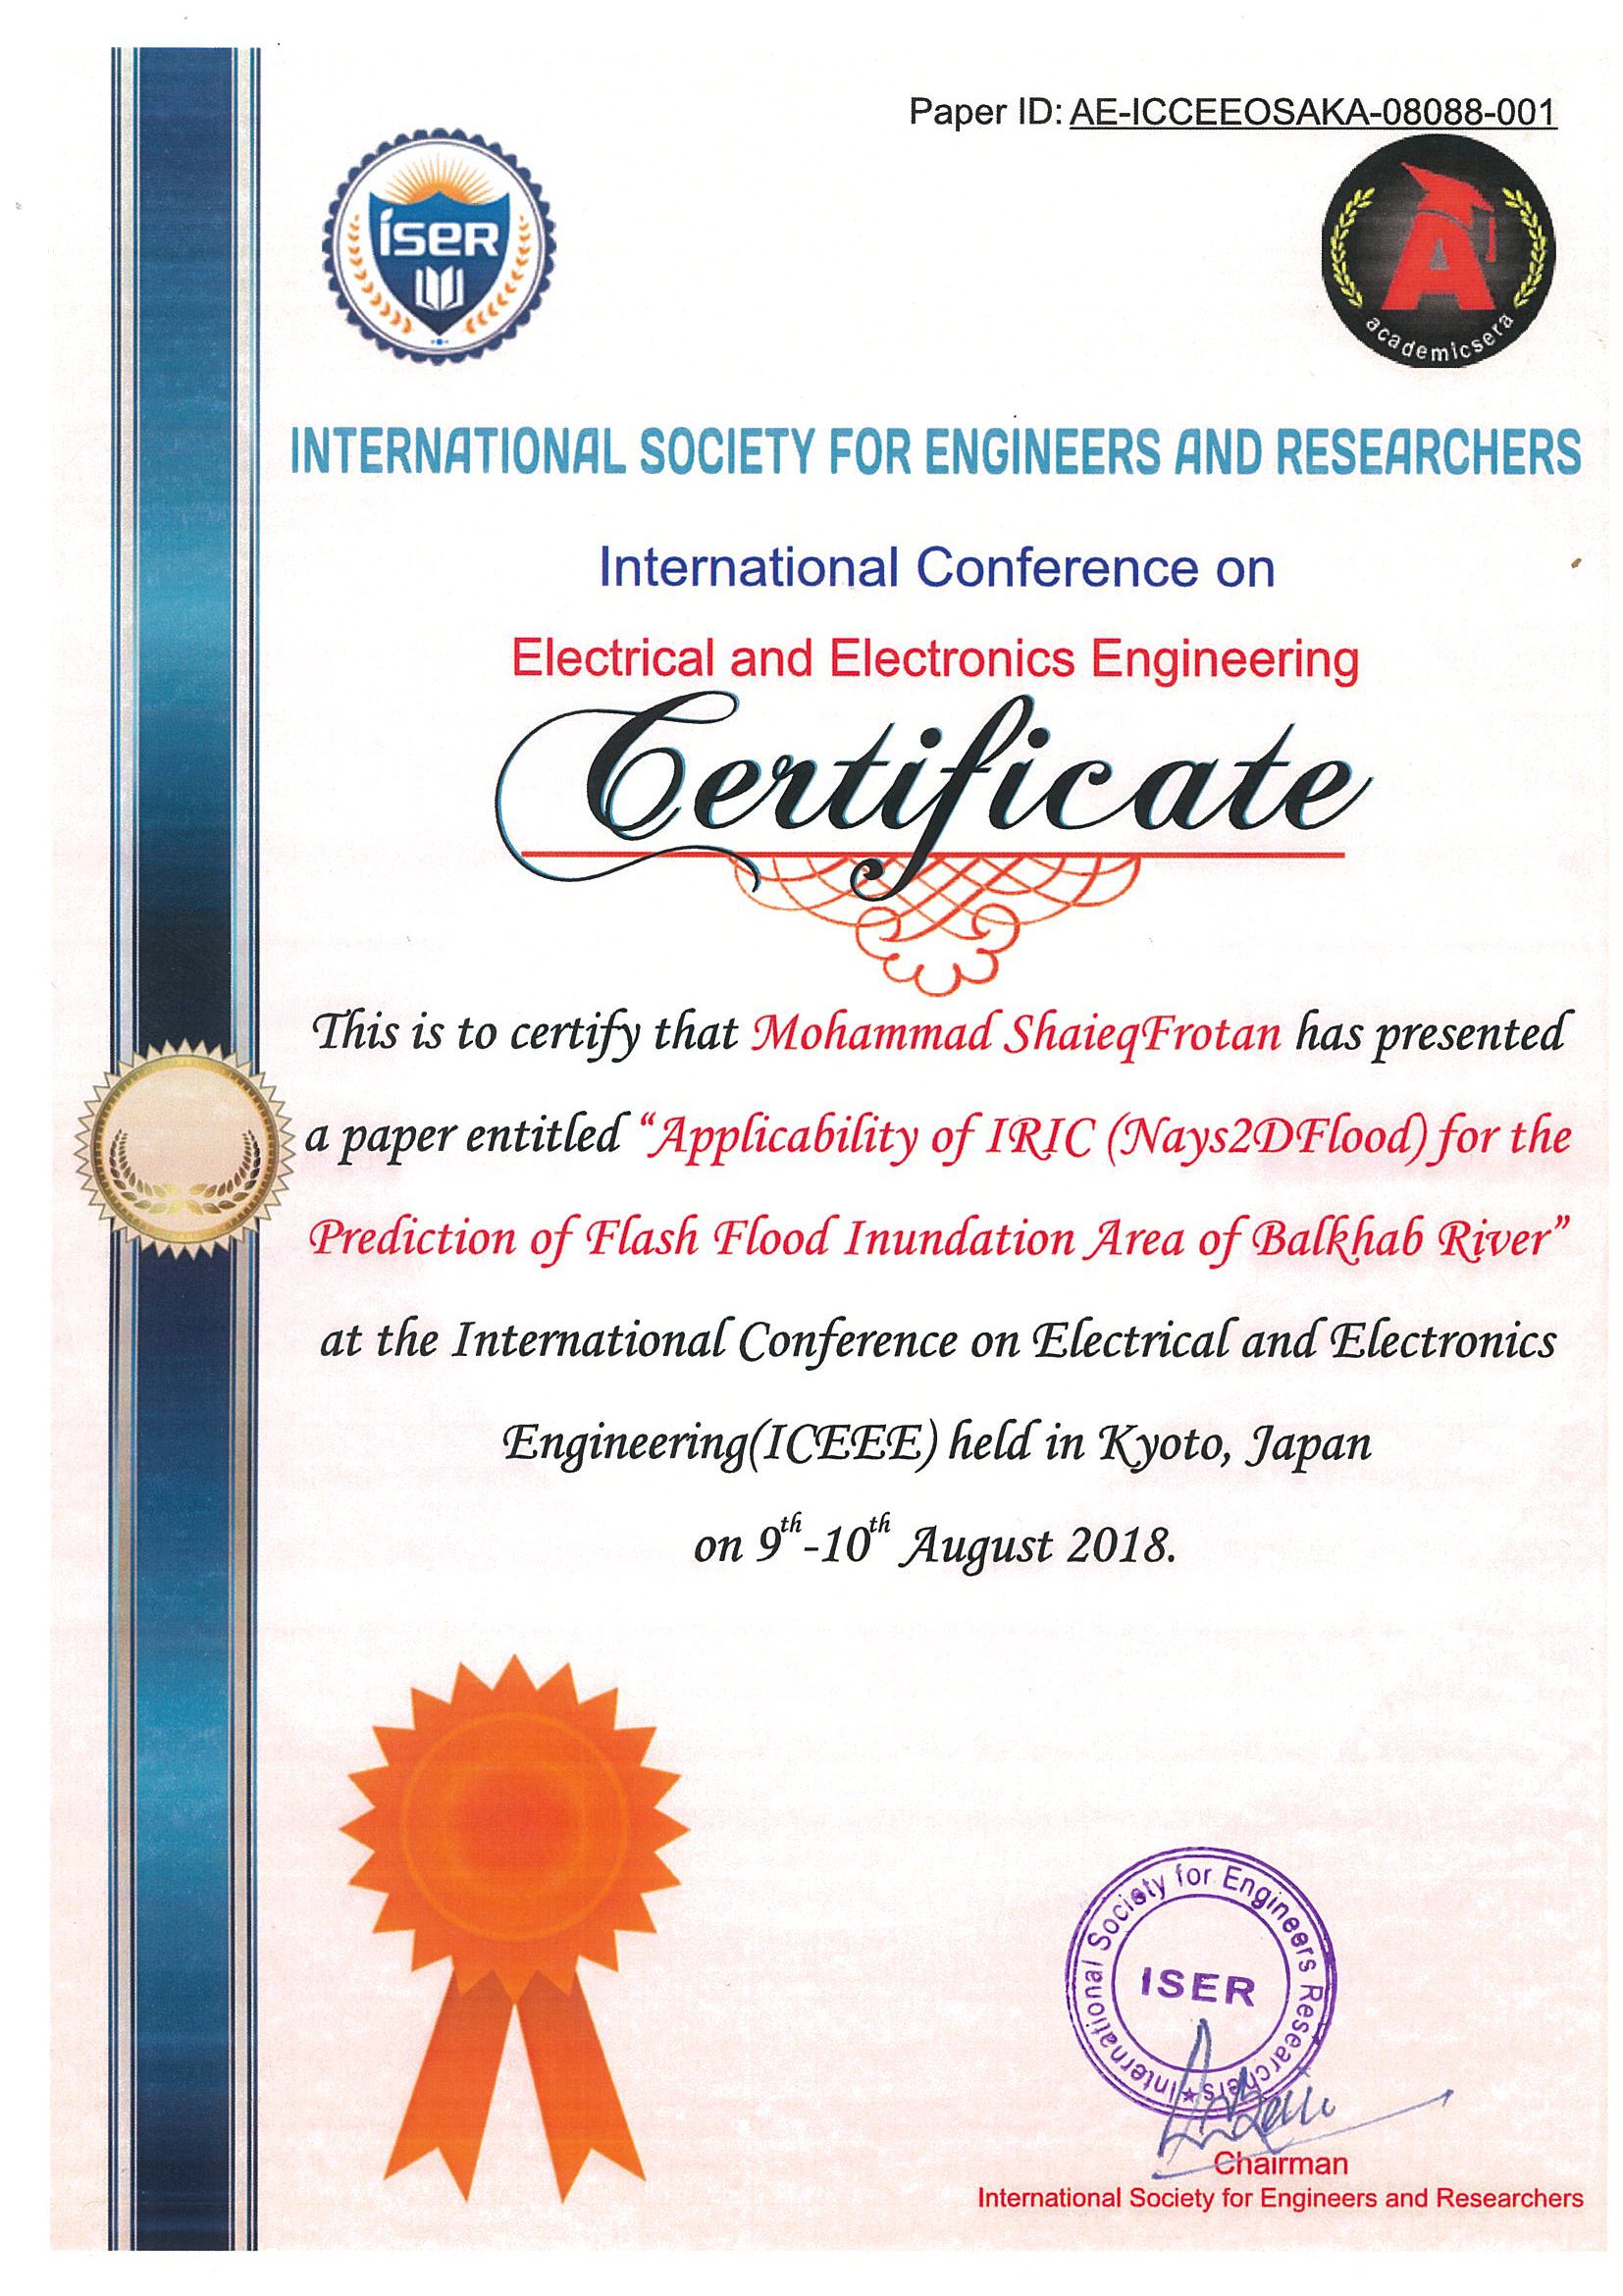 Paper ID: AE-ICCEEOSAKA-08088-001
iser
A
academicsera
INTERNATIONAL SOCIETY FOR ENGINEERS AND RESEARCHERS
International Conference on
Electrical and Electronics Engineering
Certificate
This is to certify that Mohammad ShaieqFrotan has presented
a paper entitled “Applicability of IRIC (Nays2DFlood) for the
Prediction of Flash Flood Inundation Area of Balkhab River”
at the International Conference on Electrical and Electronics
Engineering(ICEEE) held in Kyoto, Japan
on 9th-10th August 2018.
International Society for Engineers Researchers
ISER
Chairman
International Society for Engineers and Researchers